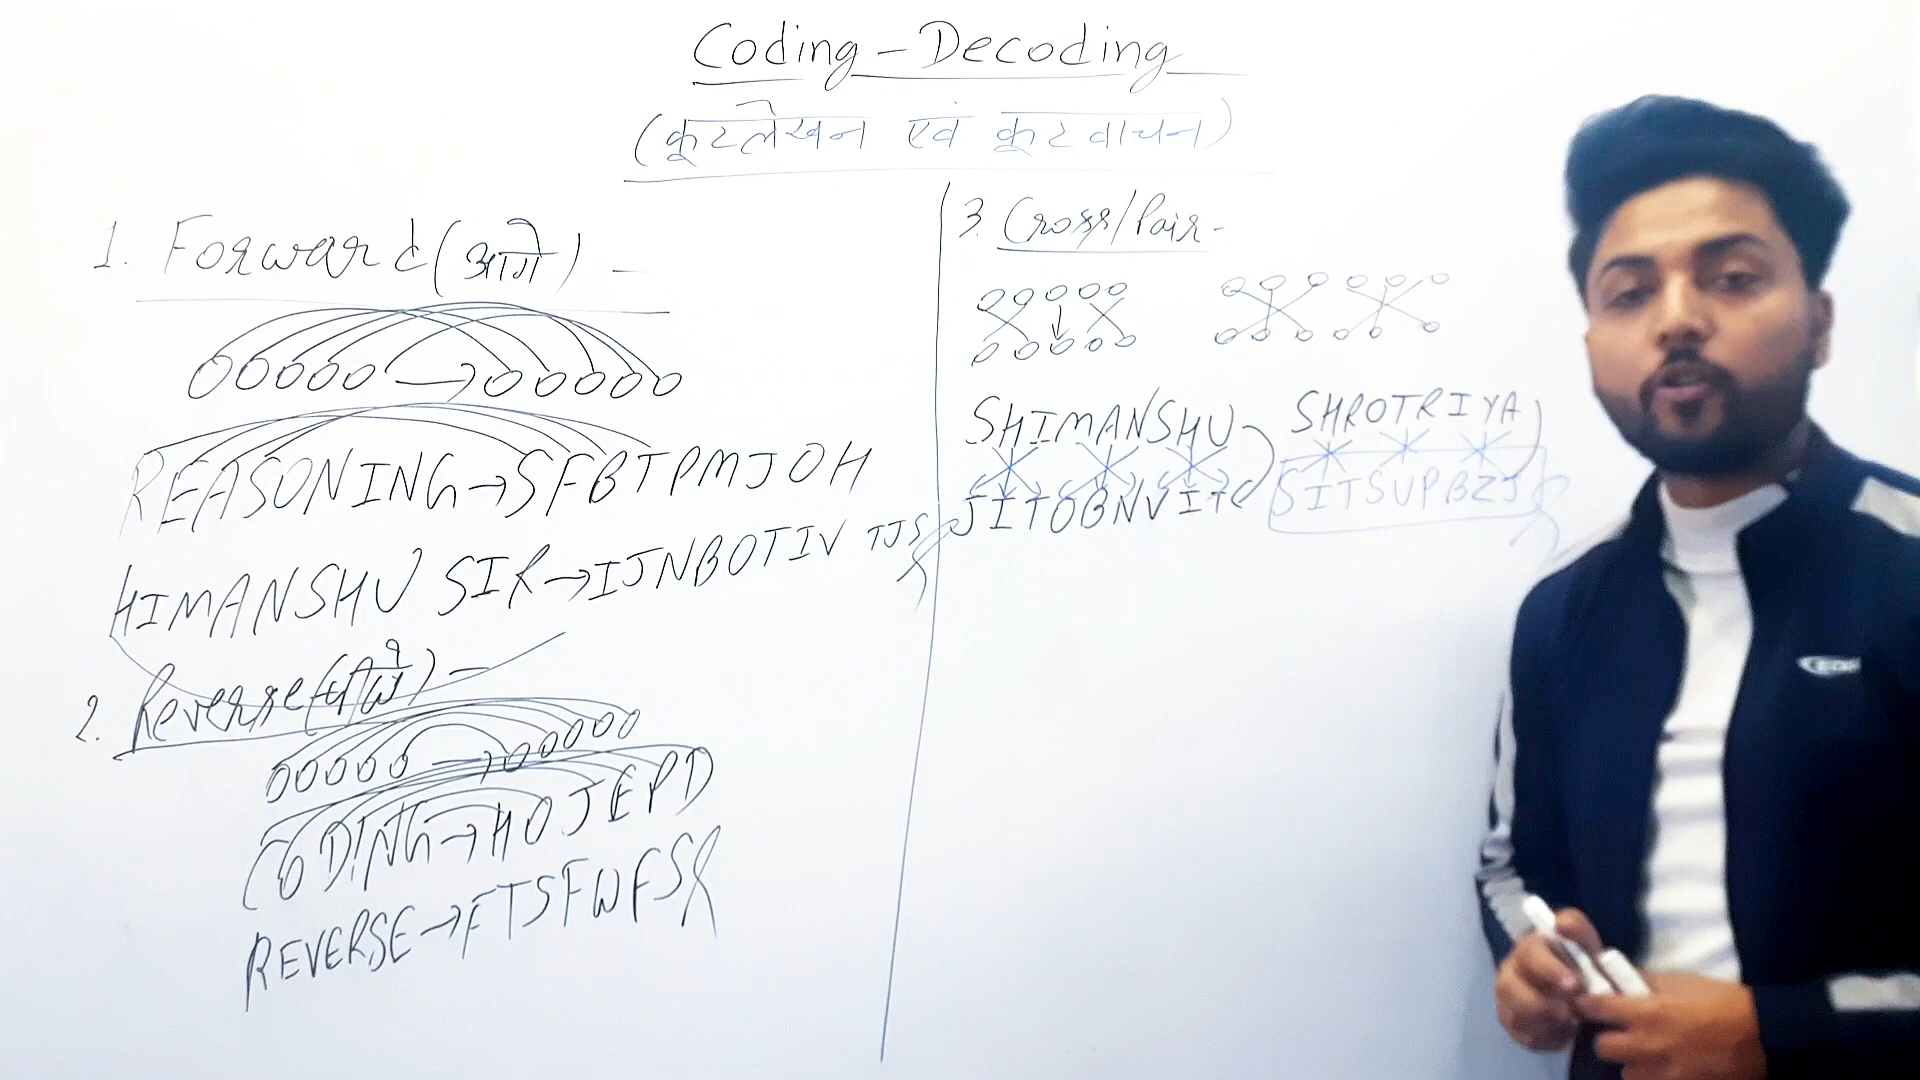 Coding - Decoding
(कूटलेखन एवं कूटवाचन)
1. Forward (आगे) -
REASONING→SFBTPMJOH
HIMANSHU SIR→IJNBOTIV TJS
2. Reverse (पीछे) -
CODING→HOJEPD
REVERSE→FTSFWFS
3. Cross/Pair -
SHIMANSHU
JITOBNVIT
SHROTRIYA
SITSUPBZJ